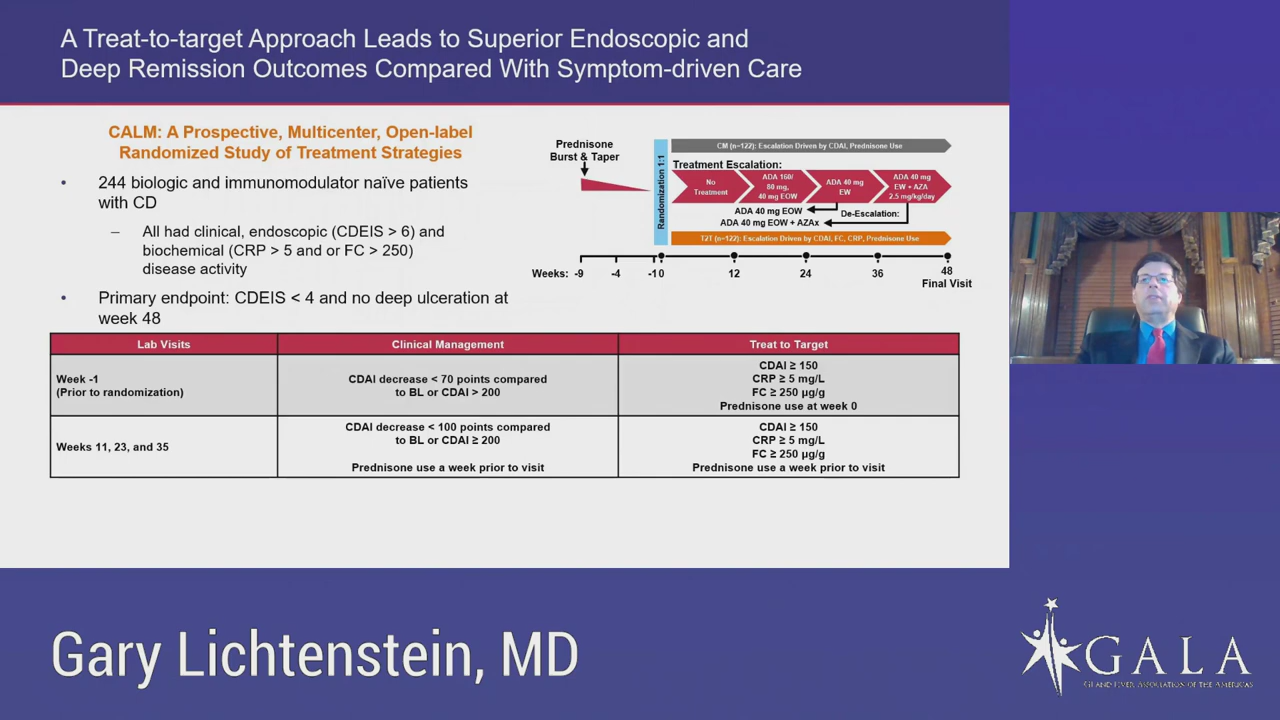 A Treat-to-target Approach Leads to Superior Endoscopic and
Deep Remission Outcomes Compared With Symptom-driven Care
CALM: A Prospective, Multicenter, Open-label
Randomized Study of Treatment Strategies
• 244 biologic and immunomodulator naïve patients
with CD
– All had clinical, endoscopic (CDEIS > 6) and
biochemical (CRP > 5 and or FC > 250)
disease activity
• Primary endpoint: CDEIS < 4 and no deep ulceration at
week 48
Prednisone
Burst & Taper
Randomization 1:1
CM (n=122): Escalation Driven by CDAI, Prednisone Use
Treatment Escalation:
No
Treatment
ADA 160/
80 mg,
40 mg EOW
ADA 40 mg
EW
ADA 40 mg
EW + AZA
2.5 mg/kg/day
ADA 40 mg EOW
De-Escalation:
ADA 40 mg EOW + AZAx
T2T (n=122): Escalation Driven by CDAI, FC, CRP, Prednisone Use
Weeks: -9 -4 -1 0 12 24 36 48
Final Visit
Lab Visits Clinical Management Treat to Target
Week -1
(Prior to randomization)
CDAI decrease < 70 points compared
to BL or CDAI > 200
CDAI ≥ 150
CRP ≥ 5 mg/L
FC ≥ 250 µg/g
Prednisone use at week 0
Weeks 11, 23, and 35
CDAI decrease < 100 points compared
to BL or CDAI ≥ 200
Prednisone use a week prior to visit
CDAI ≥ 150
CRP ≥ 5 mg/L
FC ≥ 250 µg/g
Prednisone use a week prior to visit
Gary Lichtenstein, MD
GALA
GI AND LIVER ASSOCIATION OF THE AMERICAS